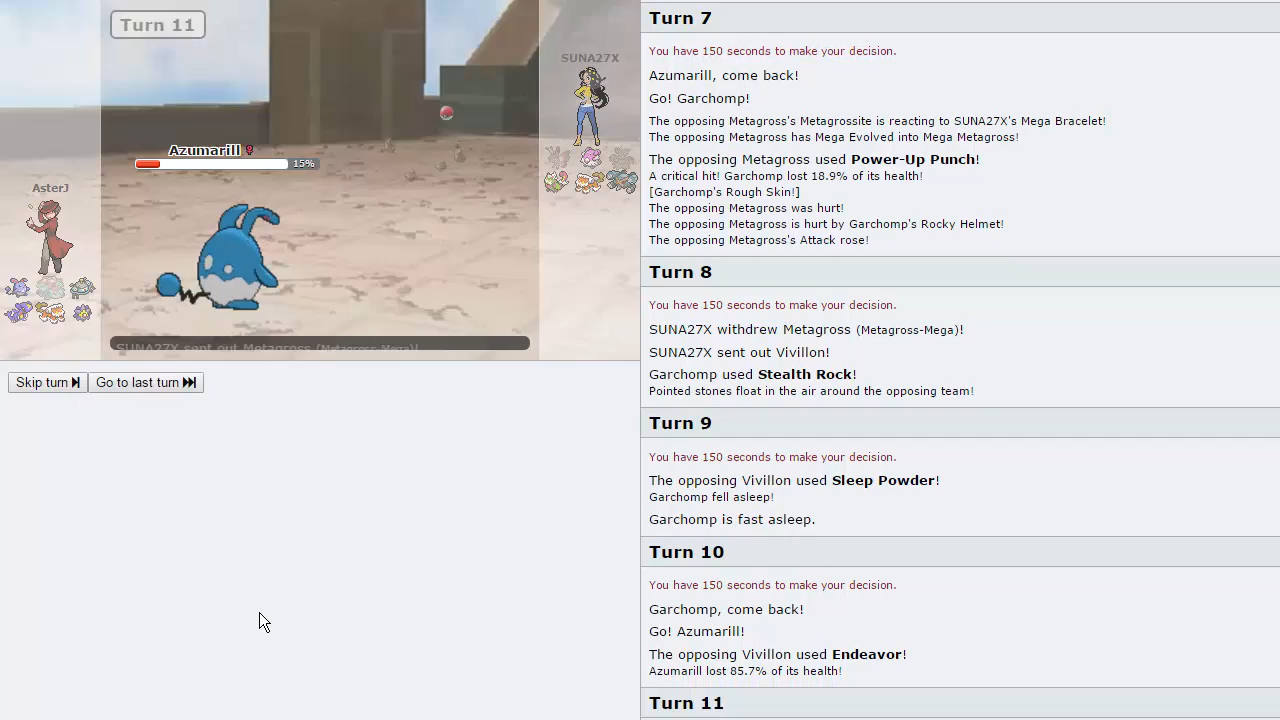 Turn 11
SUNA27X
Azumarill ♀
15%
AsterJ
SUNA27X sent out Metagross (Metagross-Mega)!
Skip turn
Go to last turn
Turn 7
You have 150 seconds to make your decision.
Azumarill, come back!
Go! Garchomp!
The opposing Metagross's Metagrossite is reacting to SUNA27X's Mega Bracelet!
The opposing Metagross has Mega Evolved into Mega Metagross!
The opposing Metagross used Power-Up Punch!
A critical hit! Garchomp lost 18.9% of its health!
[Garchomp's Rough Skin!]
The opposing Metagross was hurt!
The opposing metagross is hurt by Garchomp's Rocky Helmet!
The opposing Metagross's Attack rose!
Turn 8
You have 150 seconds to make your decision.
SUNA27X withdrew Metagross (Metagross-Mega)!
SUNA27X sent out Vivillon!
Garchomp used Stealth Rock!
Pointed stones float in the air around the opposing team!
Turn 9
You have 150 seconds to make your decision.
The opposing Vivillon used Sleep Powder!
Garchomp fell asleep!
Garchomp is fast asleep.
Turn 10
You have 150 seconds to make your decision.
Garchomp, come back!
Go! Azumarill!
The opposing Vivillon used Endeavor!
Azumarill lost 85.7% of its health!
Turn 11